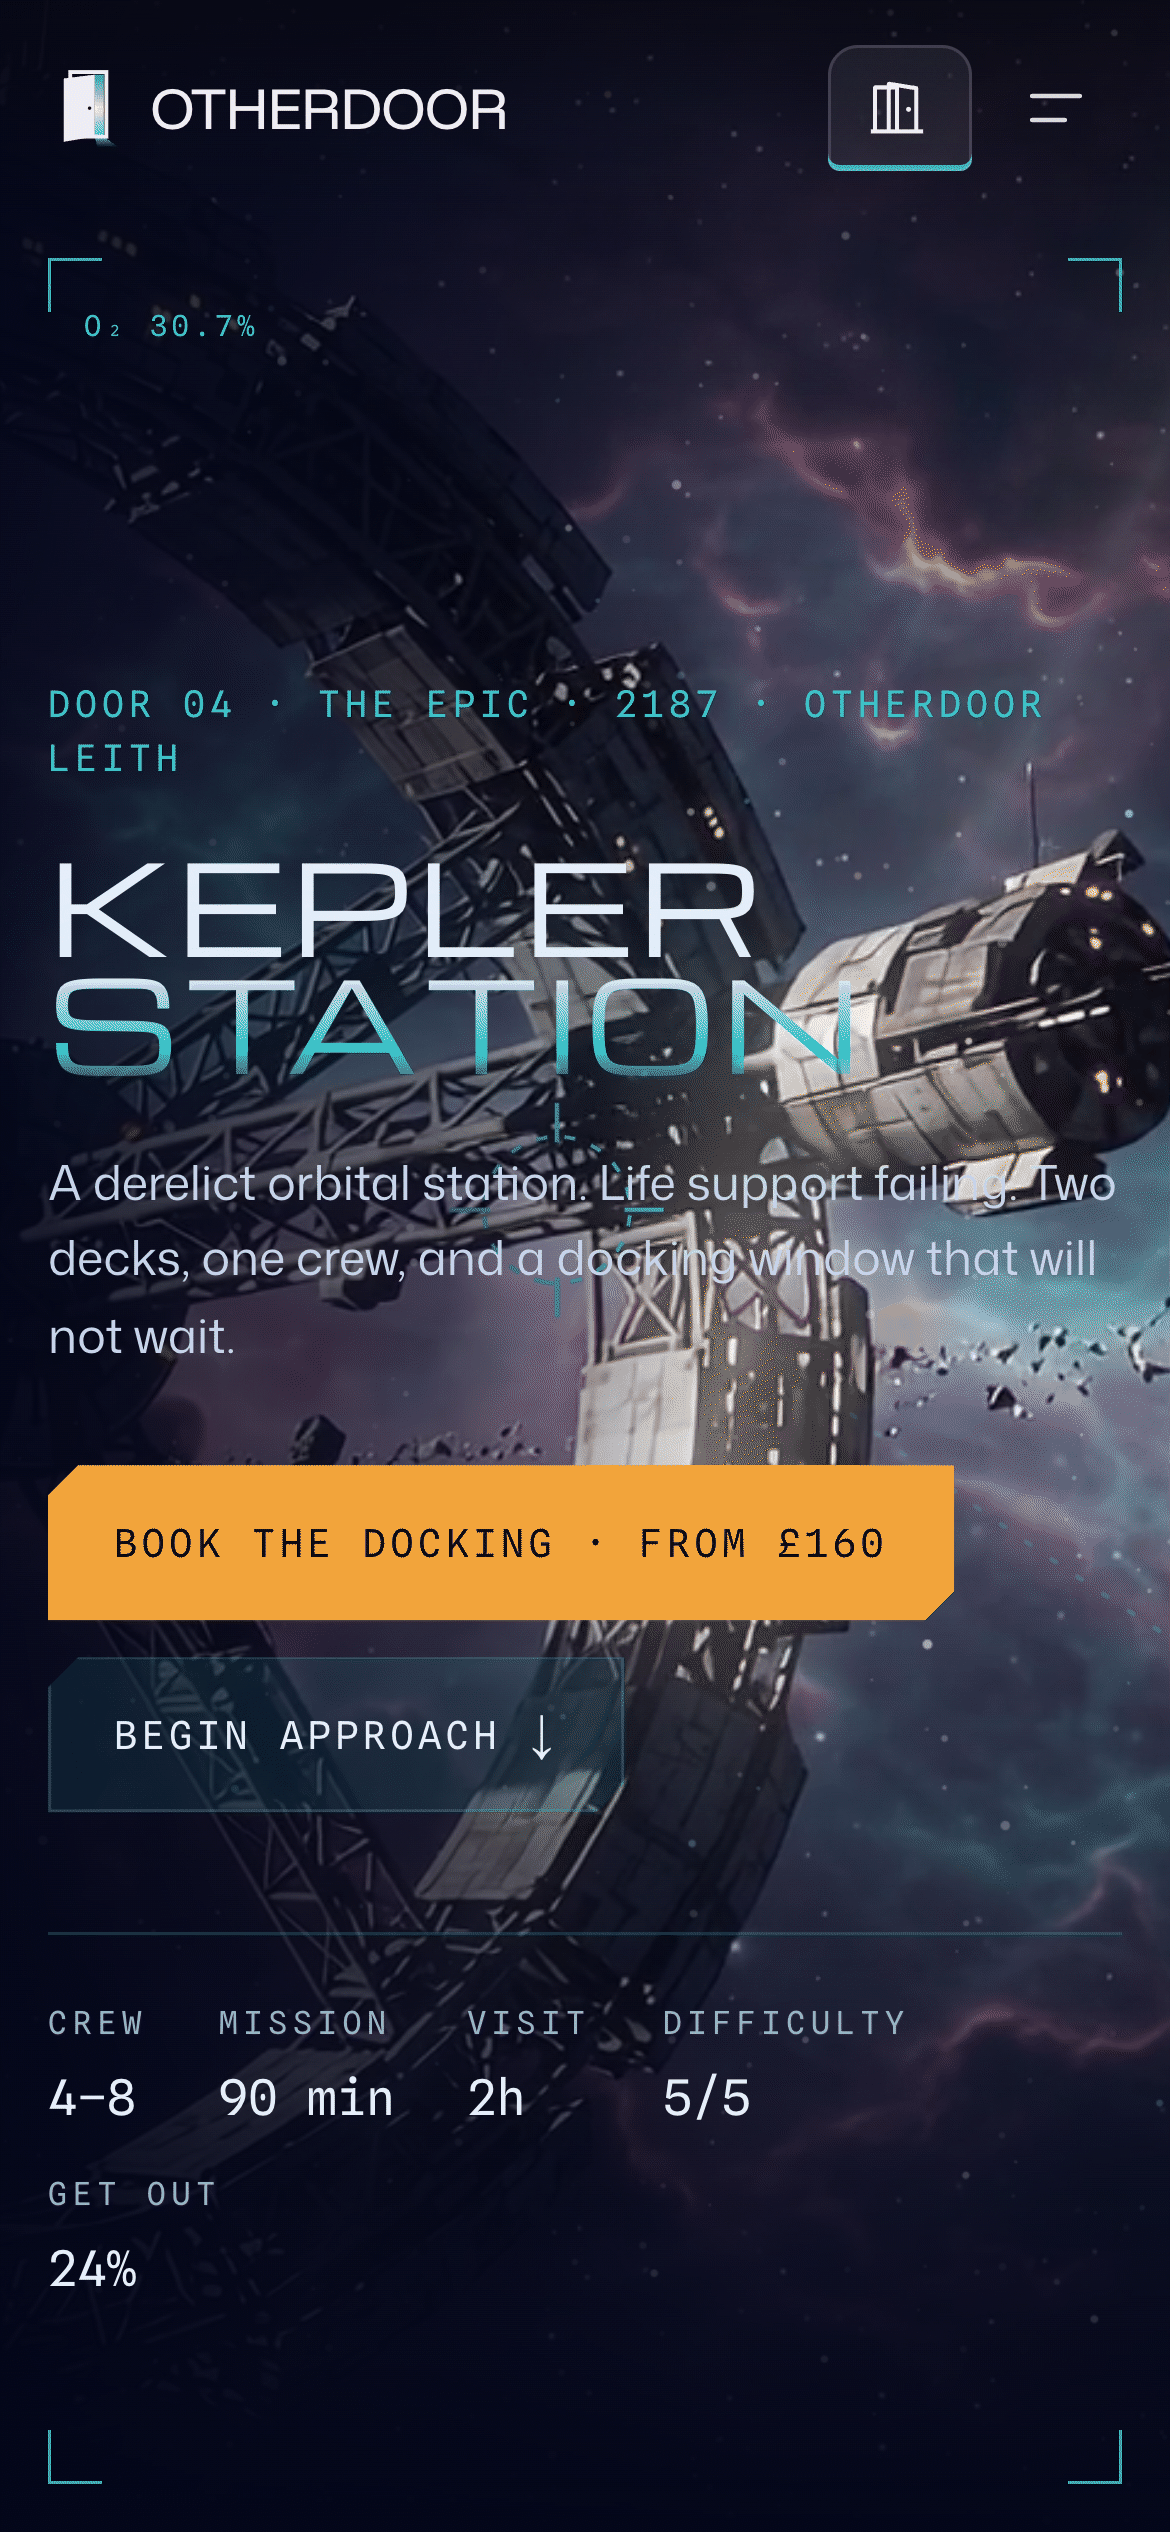 OTHERDOOR
O₂ 30.7%
DOOR 04 · THE EPIC · 2187 · OTHERDOOR
LEITH
KEPLER
STATION
A derelict orbital station. Life support failing. Two
decks, one crew, and a docking window that will
not wait.
BOOK THE DOCKING · FROM £160
BEGIN APPROACH ↓
CREW MISSION VISIT DIFFICULTY
4–8 90 min 2h 5/5
GET OUT
24%